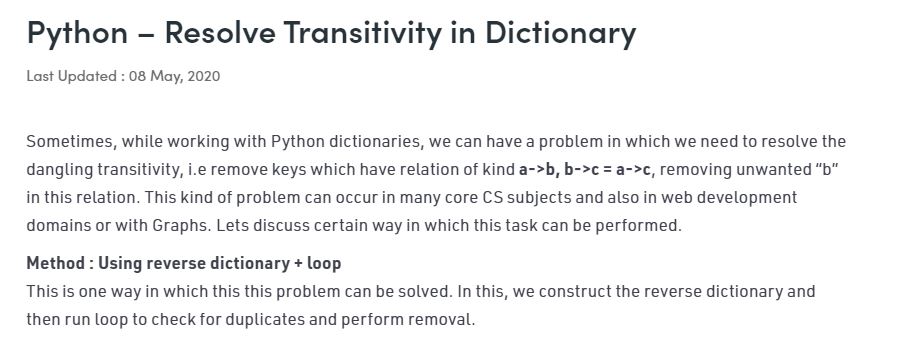 Python – Resolve Transitivity in Dictionary
Last Updated : 08 May, 2020
Sometimes, while working with Python dictionaries, we can have a problem in which we need to resolve the
dangling transitivity, i.e remove keys which have relation of kind a->b, b->c = a->c, removing unwanted “b”
in this relation. This kind of problem can occur in many core CS subjects and also in web development
domains or with Graphs. Lets discuss certain way in which this task can be performed.
Method : Using reverse dictionary + loop
This is one way in which this this problem can be solved. In this, we construct the reverse dictionary and
then run loop to check for duplicates and perform removal.